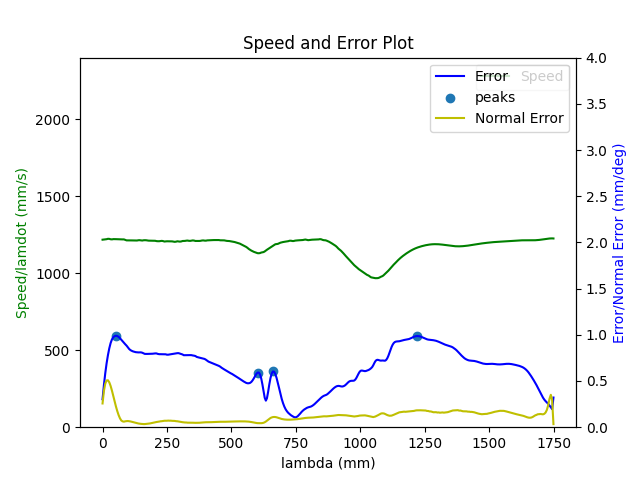 Speed and Error Plot
Error
Speed
peaks
Normal Error
Speed/lamdot (mm/s)
2000
1500
1000
500
0
4.0
3.5
3.0
2.5
2.0
1.5
1.0
0.5
0.0
Error/Normal Error (mm/deg)
0
250
500
750
1000
1250
1500
1750
lambda (mm)